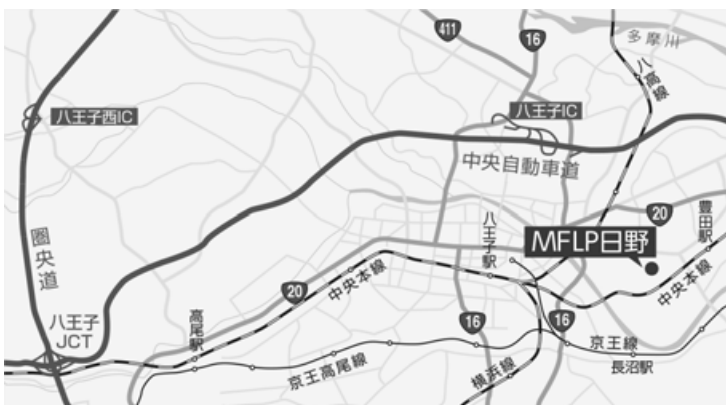 411
16
多摩川
八高線
八王子西IC
八王子IC
中央自動車道
圏央道
20
豊田駅
八王子駅
MFLP日野
20
中央本線
中央本線
八王子
JCT
高尾駅
16
16
京王線
長沼駅
京王高尾線
横浜線